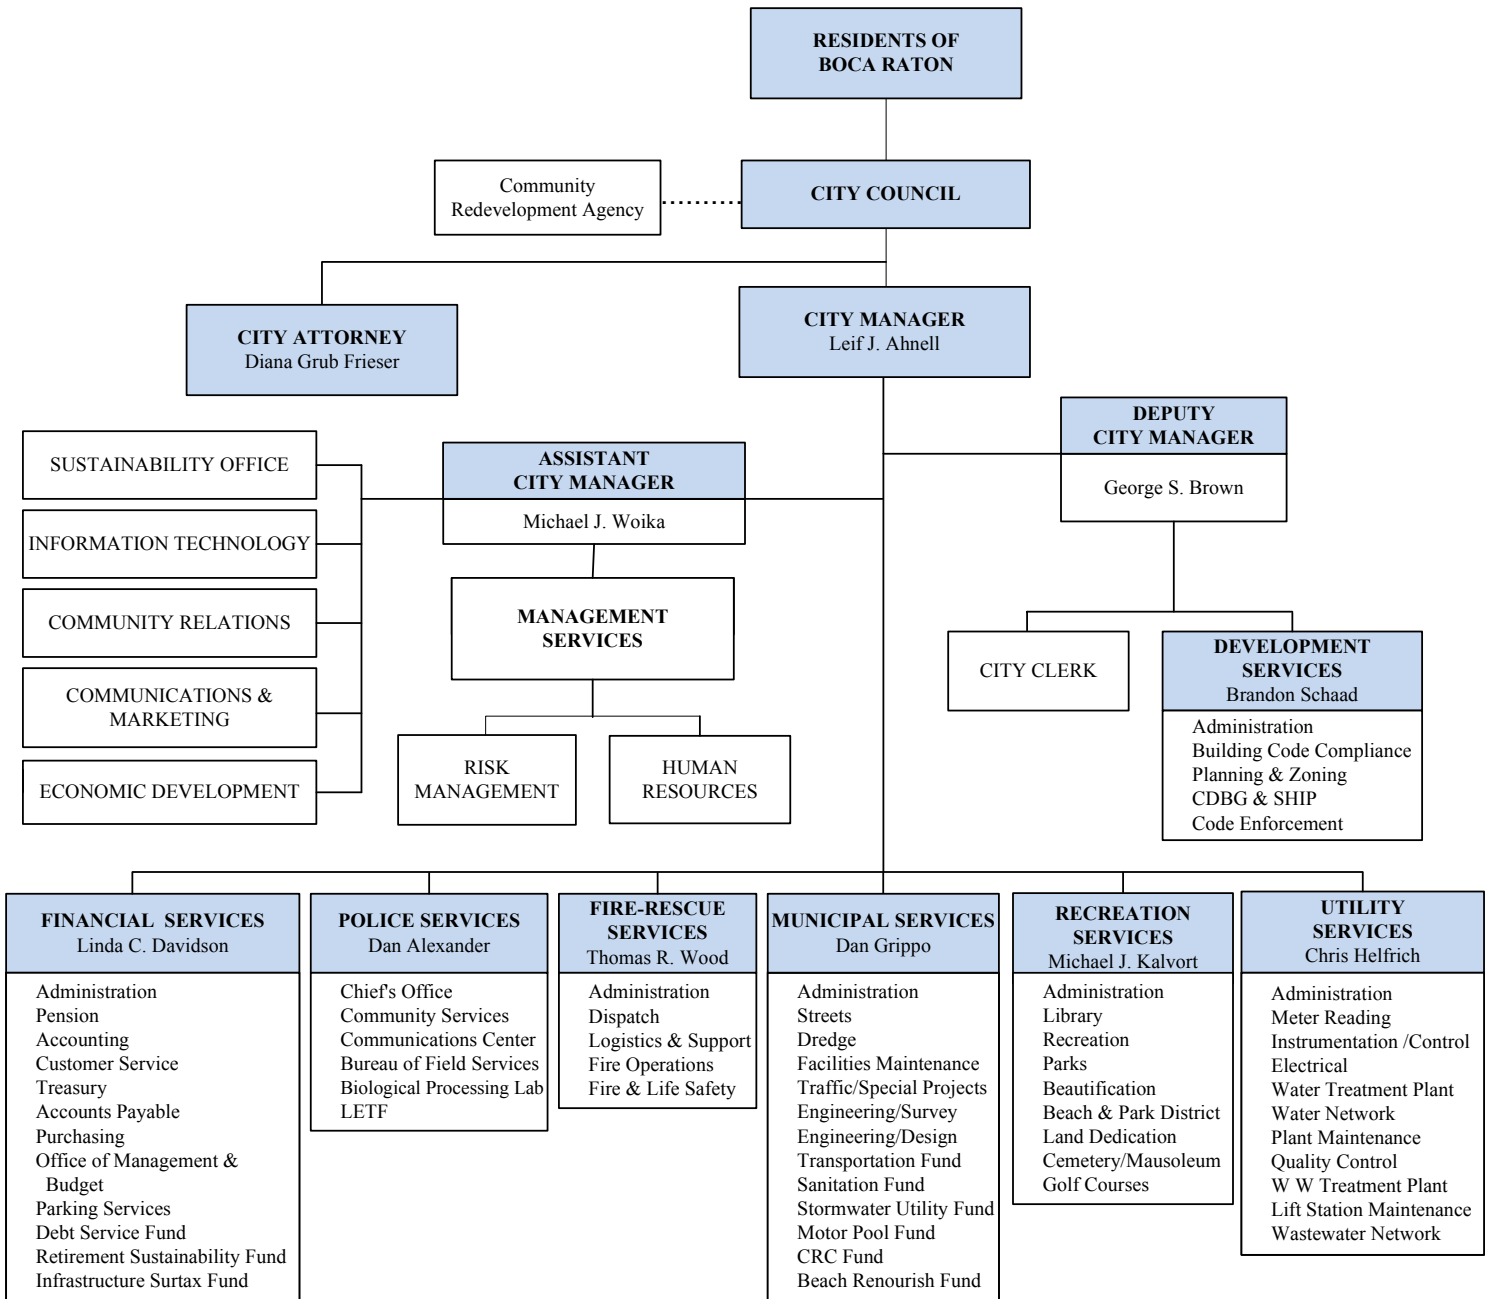 RESIDENTS OF
BOCA RATON
Community
Redevelopment Agency
CITY COUNCIL
CITY ATTORNEY
Diana Grub Frieser
CITY MANAGER
Leif J. Ahnell
DEPUTY
CITY MANAGER
George S. Brown
ASSISTANT
CITY MANAGER
Michael J. Woika
SUSTAINABILITY OFFICE
INFORMATION TECHNOLOGY
COMMUNITY RELATIONS
COMMUNICATIONS &
MARKETING
ECONOMIC DEVELOPMENT
MANAGEMENT
SERVICES
RISK
MANAGEMENT
HUMAN
RESOURCES
CITY CLERK
DEVELOPMENT
SERVICES
Brandon Schaad
Administration
Building Code Compliance
Planning & Zoning
CDBG & SHIP
Code Enforcement
FINANCIAL SERVICES
Linda C. Davidson
Administration
Pension
Accounting
Customer Service
Treasury
Accounts Payable
Purchasing
Office of Management &
Budget
Parking Services
Debt Service Fund
Retirement Sustainability Fund
Infrastructure Surtax Fund
POLICE SERVICES
Dan Alexander
Chief's Office
Community Services
Communications Center
Bureau of Field Services
Biological Processing Lab
LETF
FIRE-RESCUE
SERVICES
Thomas R. Wood
Administration
Dispatch
Logistics & Support
Fire Operations
Fire & Life Safety
MUNICIPAL SERVICES
Dan Grippo
Administration
Streets
Dredge
Facilities Maintenance
Traffic/Special Projects
Engineering/Survey
Engineering/Design
Transportation Fund
Sanitation Fund
Stormwater Utility Fund
Motor Pool Fund
CRC Fund
Beach Renourish Fund
RECREATION
SERVICES
Michael J. Kalvort
Administration
Library
Recreation
Parks
Beautification
Beach & Park District
Land Dedication
Cemetery/Mausoleum
Golf Courses
UTILITY
SERVICES
Chris Helfrich
Administration
Meter Reading
Instrumentation /Control
Electrical
Water Treatment Plant
Water Network
Plant Maintenance
Quality Control
W W Treatment Plant
Lift Station Maintenance
Wastewater Network